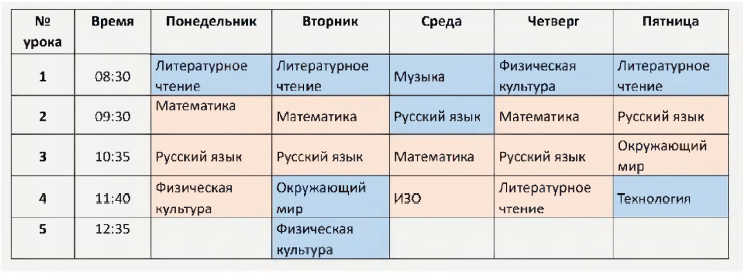 № урока Время Понедельник Вторник Среда Четверг Пятница
1 08:30 Литературное чтение Литературное чтение Музыка Физическая культура Литературное чтение
2 09:30 Математика Математика Русский язык Математика Русский язык
3 10:35 Русский язык Русский язык Математика Русский язык Окружающий мир
4 11:40 Физическая культура Окружающий мир ИЗО Литературное чтение Технология
5 12:35 Физическая культура